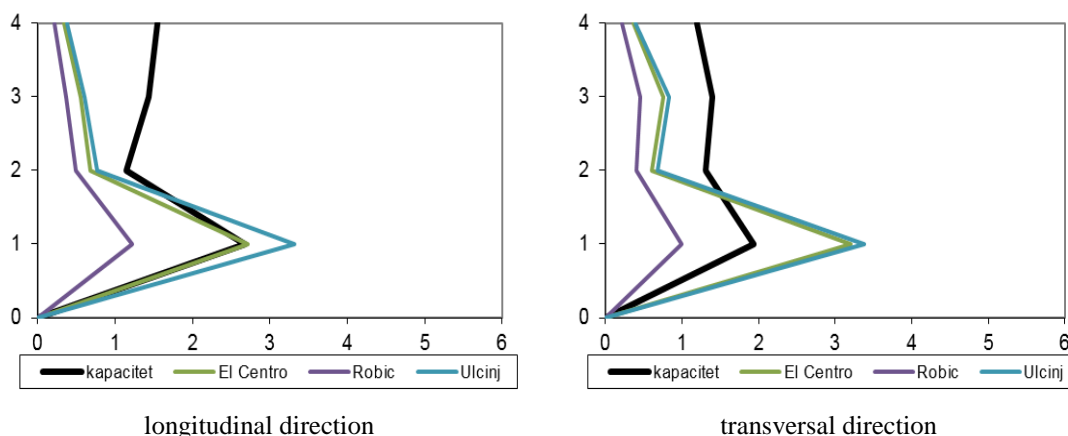 4
3
2
1
0
0 1 2 3 4 5 6
kapacitet El Centro Robic Ulcinj
longitudinal direction
4
3
2
1
0
0 1 2 3 4 5 6
kapacitet El Centro Robic Ulcinj
transversal direction